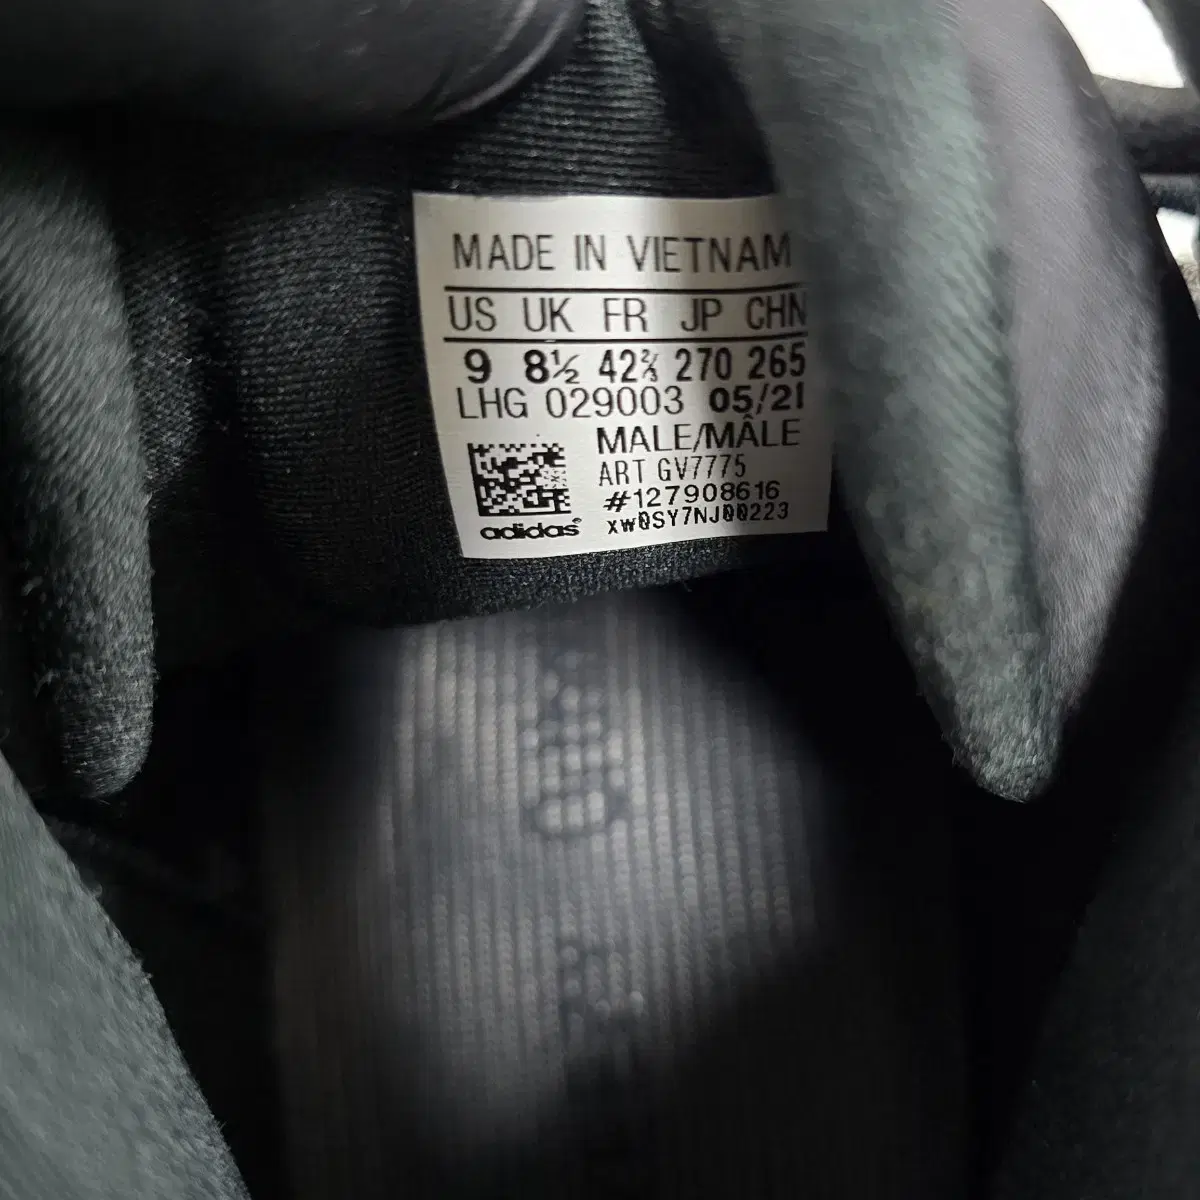 MADE IN VIETNAM
US UK FR JP CHN
9 8½ 42⅔ 270 265
LHG 029003 05/21
MALE/MÂLE
ART GV7775
#127908616
xw0SY7NJ00223
adidas